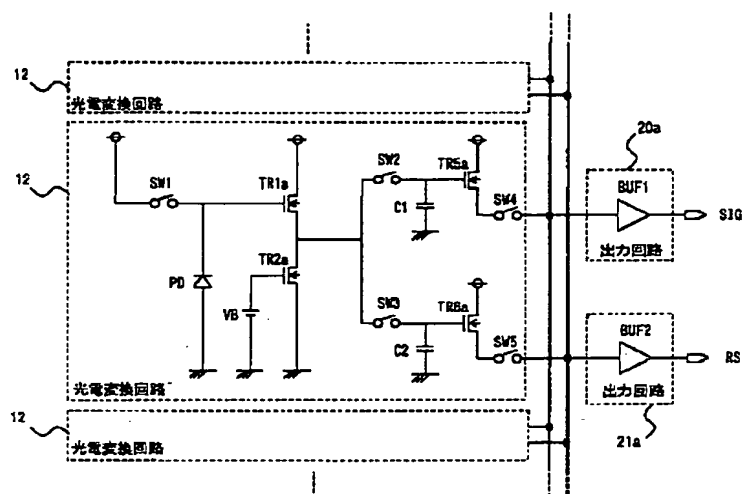 12
光電変換回路
12
SW1
TR1a
TR2a
PD
VB
SW2
C1
TR5a
SW4
SW3
C2
TR6a
SW5
光電変換回路
20a
BUF1
出力回路
SIG
BUF2
出力回路
RS
21a
12
光電変換回路